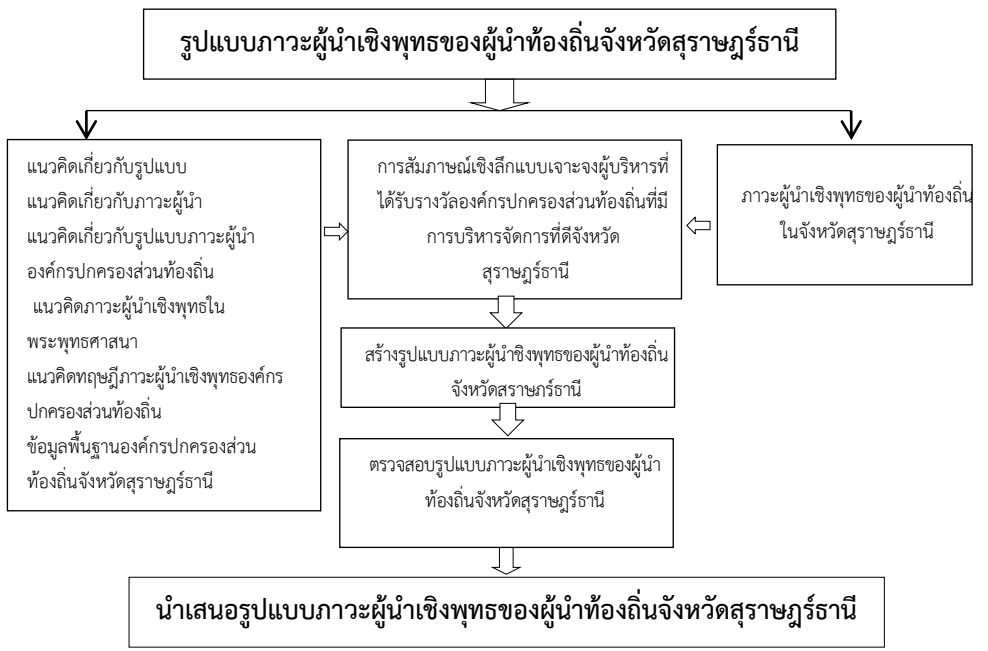 รูปแบบภาวะผู้นำเชิงพุทธของผู้นำท้องถิ่นจังหวัดสุราษฎร์ธานี
แนวคิดเกี่ยวกับรูปแบบ
แนวคิดเกี่ยวกับภาวะผู้นำ
แนวคิดเกี่ยวกับรูปแบบภาวะผู้นำ
องค์กรปกครองส่วนท้องถิ่น
แนวคิดภาวะผู้นำเชิงพุทธใน
พระพุทธศาสนา
แนวคิดทฤษฎีภาวะผู้นำเชิงพุทธองค์กร
ปกครองส่วนท้องถิ่น
ข้อมูลพื้นฐานองค์กรปกครองส่วน
ท้องถิ่นจังหวัดสุราษฎร์ธานี
การสัมภาษณ์เชิงลึกแบบเจาะจงผู้บริหารที่
ได้รับรางวัลองค์กรปกครองส่วนท้องถิ่นที่มี
การบริหารจัดการที่ดีจังหวัด
สุราษฎร์ธานี
ภาวะผู้นำเชิงพุทธของผู้นำท้องถิ่น
ในจังหวัดสุราษฎร์ธานี
สร้างรูปแบบภาวะผู้นำชิงพุทธของผู้นำท้องถิ่น
จังหวัดสุราษฎร์ธานี
ตรวจสอบรูปแบบภาวะผู้นำเชิงพุทธของผู้นำ
ท้องถิ่นจังหวัดสุราษฎร์ธานี
นำเสนอรูปแบบภาวะผู้นำเชิงพุทธของผู้นำท้องถิ่นจังหวัดสุราษฎร์ธานี